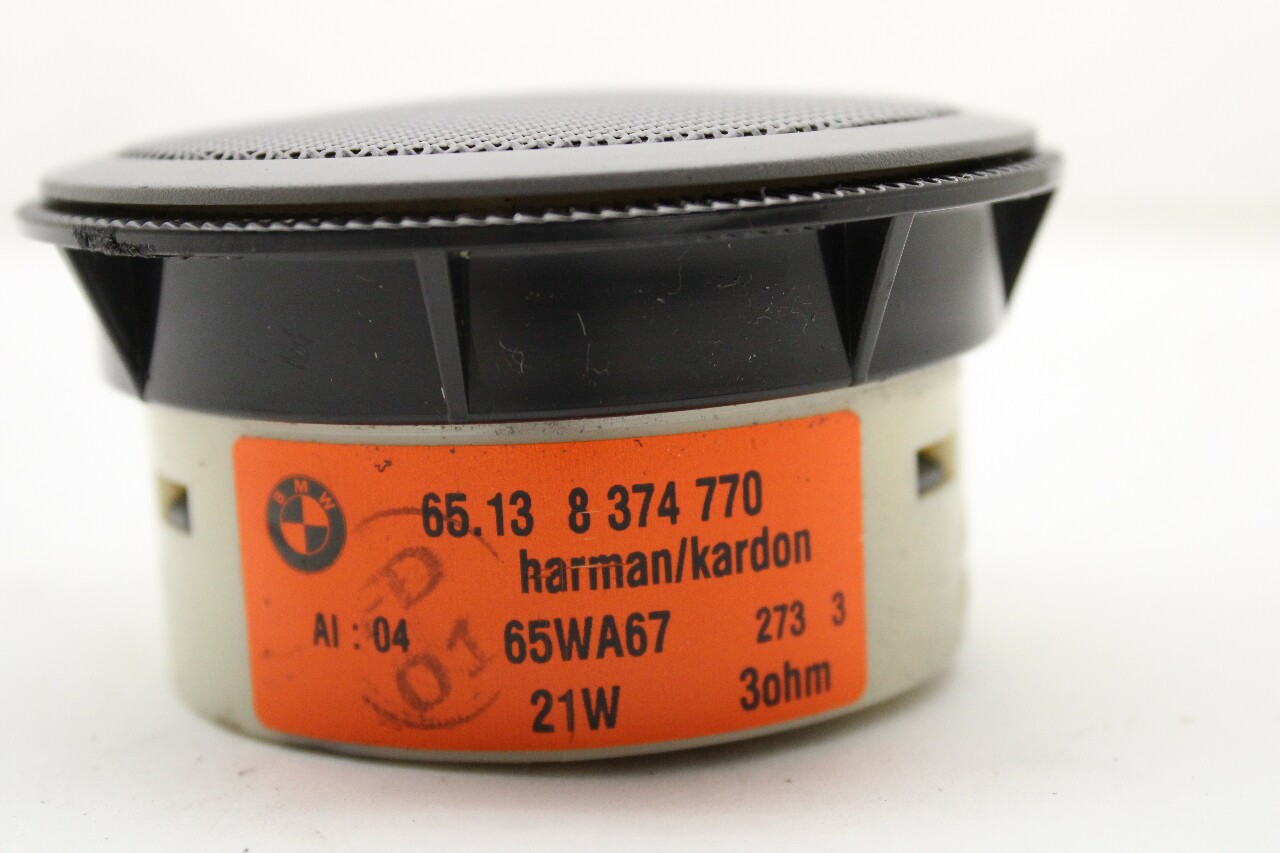 BMW
65.13 8 374 770
harman/kardon
AI : 04 65WA67 273 3
21W 3ohm
D
01